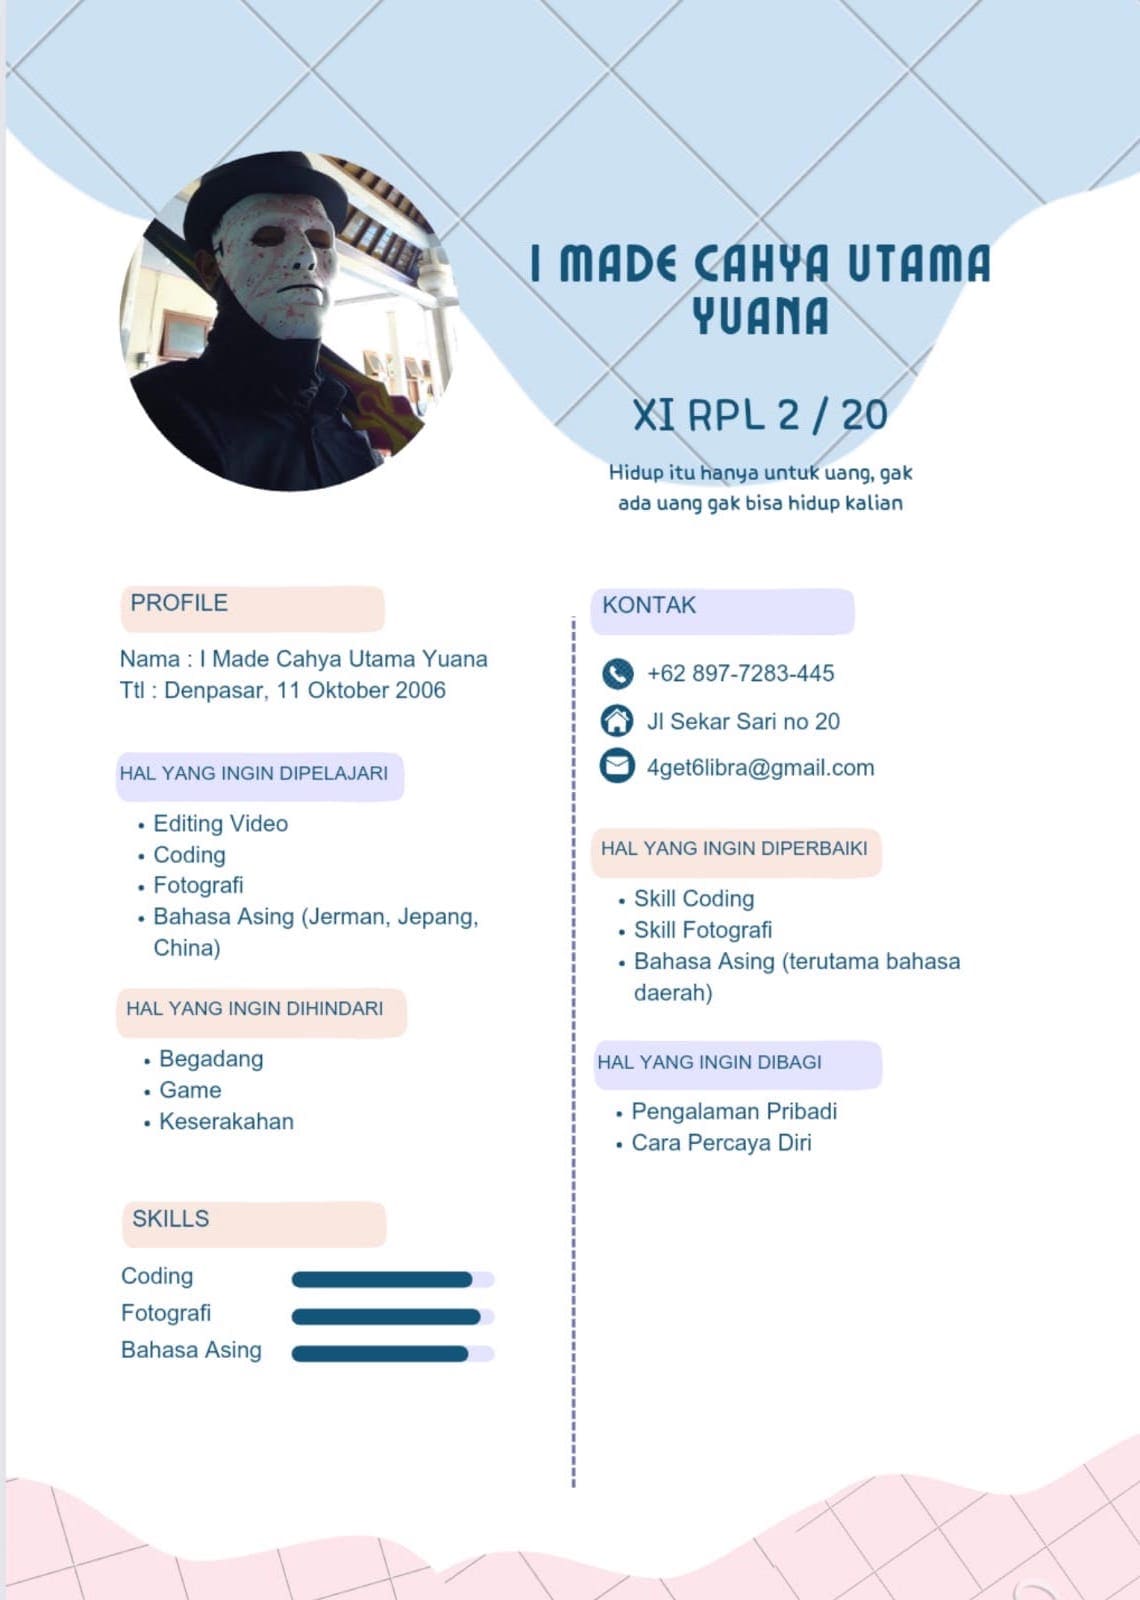 I MADE CAHYA UTAMA
YUANA
XI RPL 2 / 20
Hidup itu hanya untuk uang, gak
ada uang gak bisa hidup kalian
PROFILE
Nama : I Made Cahya Utama Yuana
Ttl : Denpasar, 11 Oktober 2006
HAL YANG INGIN DIPELAJARI
• Editing Video
• Coding
• Fotografi
• Bahasa Asing (Jerman, Jepang,
China)
HAL YANG INGIN DIHINDARI
• Begadang
• Game
• Keserakahan
SKILLS
Coding
Fotografi
Bahasa Asing
KONTAK
+62 897-7283-445
Jl Sekar Sari no 20
4get6libra@gmail.com
HAL YANG INGIN DIPERBAIKI
• Skill Coding
• Skill Fotografi
• Bahasa Asing (terutama bahasa
daerah)
HAL YANG INGIN DIBAGI
• Pengalaman Pribadi
• Cara Percaya Diri